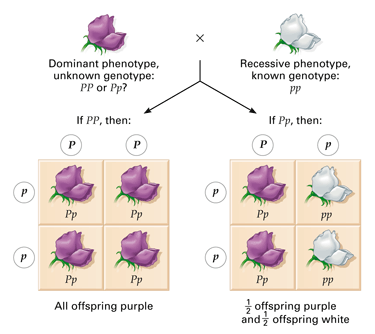 ×
Dominant phenotype,
unknown genotype:
PP or Pp?
Recessive phenotype,
known genotype:
pp
If PP, then:
P
P
p
p
Pp
Pp
Pp
Pp
All offspring purple
If Pp, then:
P
p
p
p
Pp
pp
Pp
pp
1/2 offspring purple
and 1/2 offspring white